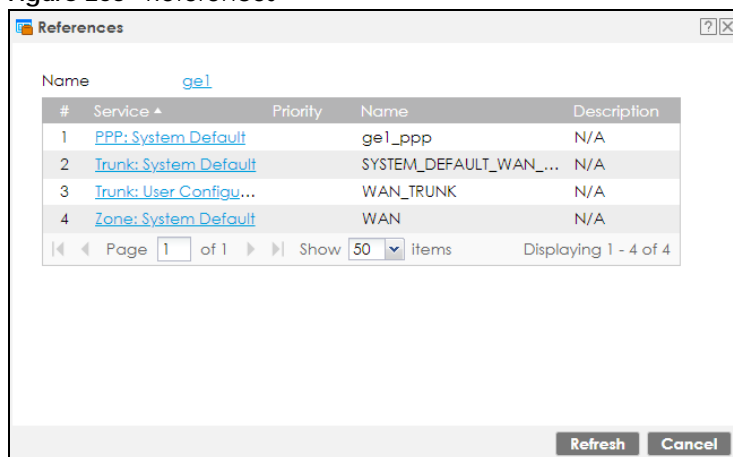 References ? X
Name ge1
# Service Priority Name Description
1 PPP: System Default ge1_ppp N/A
2 Trunk: System Default SYSTEM_DEFAULT_WAN_... N/A
3 Trunk: User Configu... WAN_TRUNK N/A
4 Zone: System Default WAN N/A
Page 1 of 1 Show 50 items Displaying 1 - 4 of 4
Refresh Cancel